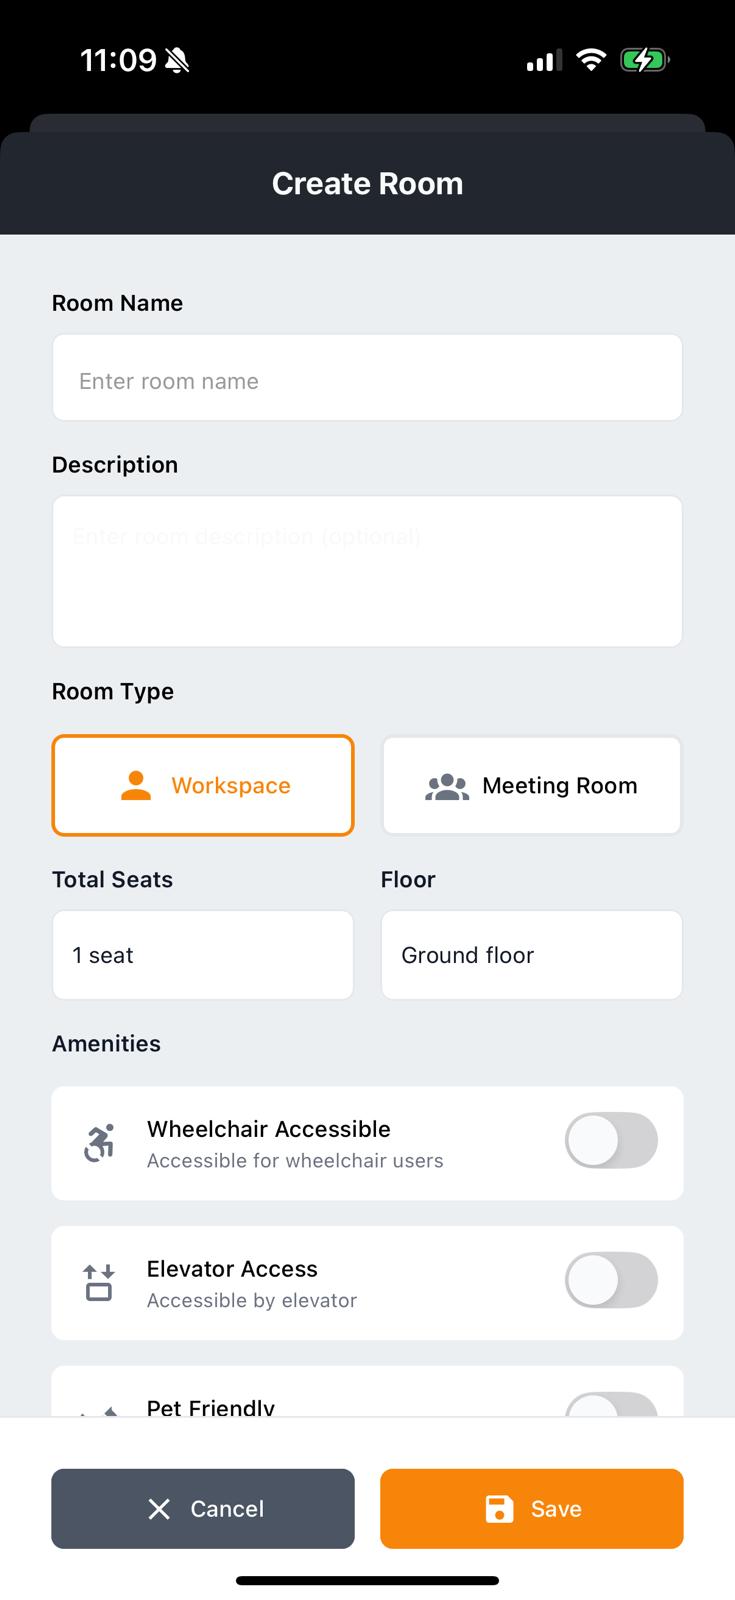 11:09
Create Room
Room Name
Enter room name
Description
Enter room description (optional)
Room Type
Workspace
Meeting Room
Total Seats
Floor
1 seat
Ground floor
Amenities
Wheelchair Accessible
Accessible for wheelchair users
Elevator Access
Accessible by elevator
Pet Friendly
Cancel
Save